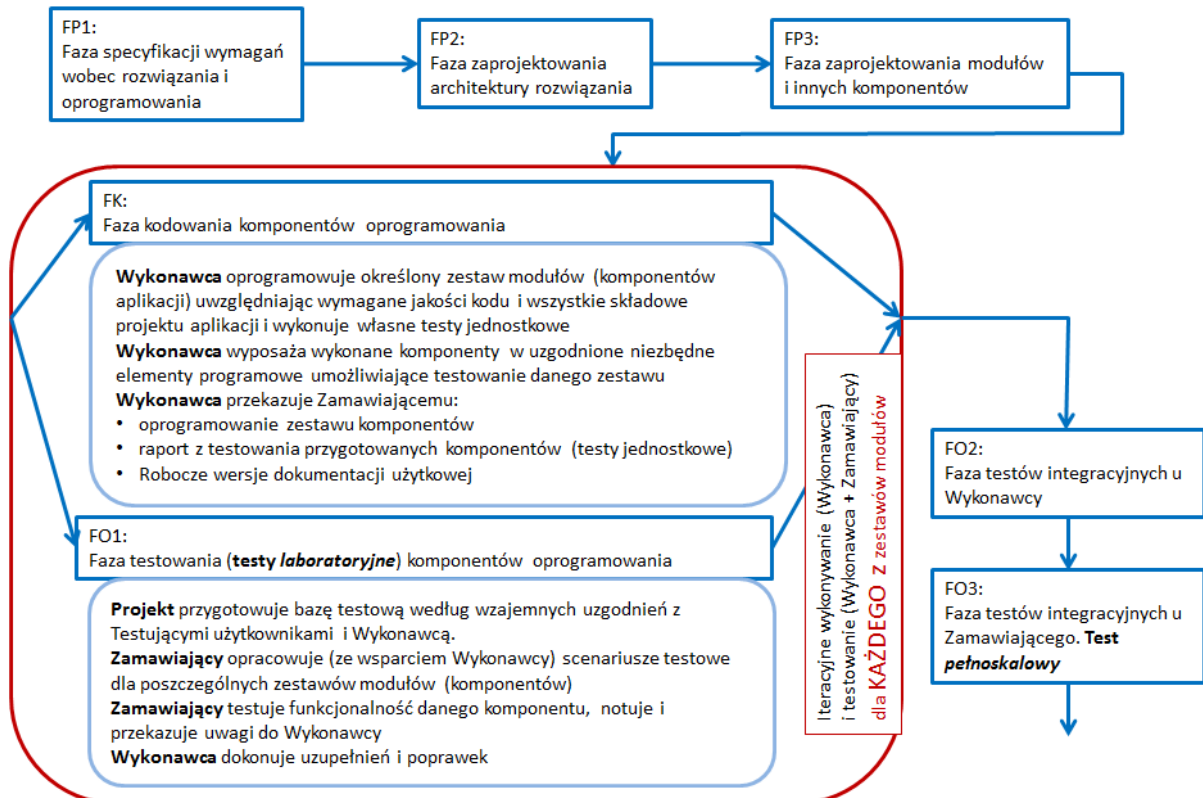 FP1:
Faza specyfikacji wymagań
wobec rozwiązania i
oprogramowania
FP2:
Faza zaprojektowania
architektury rozwiązania
FP3:
Faza zaprojektowania modułów
i innych komponentów
FK:
Faza kodowania komponentów oprogramowania
Wykonawca oprogramowuje określony zestaw modułów (komponentów
aplikacji) uwzględniając wymagane jakości kodu i wszystkie składowe
projektu aplikacji i wykonuje własne testy jednostkowe
Wykonawca wyposaża wykonane komponenty w uzgodnione niezbędne
elementy programowe umożliwiające testowanie danego zestawu
Wykonawca przekazuje Zamawiającemu:
• oprogramowanie zestawu komponentów
• raport z testowania przygotowanych komponentów (testy jednostkowe)
• Robocze wersje dokumentacji użytkowej
FO1:
Faza testowania (testy laboratoryjne) komponentów oprogramowania
Projekt przygotowuje bazę testową według wzajemnych uzgodnień z
Testującymi użytkownikami i Wykonawcą.
Zamawiający opracowuje (ze wsparciem Wykonawcy) scenariusze testowe
dla poszczególnych zestawów modułów (komponentów)
Zamawiający testuje funkcjonalność danego komponentu, notuje i
przekazuje uwagi do Wykonawcy
Wykonawca dokonuje uzupełnień i poprawek
Iteracyjne wykonywanie (Wykonawca)
i testowanie (Wykonawca + Zamawiający)
dla KAŻDEGO z zestawów modułów
FO2:
Faza testów integracyjnych u
Wykonawcy
FO3:
Faza testów integracyjnych u
Zamawiającego. Test
pełnoskalowy